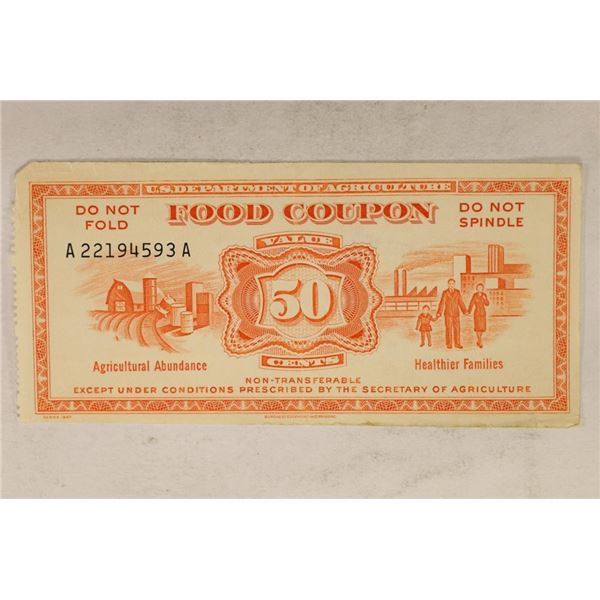 U.S. DEPARTMENT OF AGRICULTURE
DO NOT FOLD
FOOD COUPON
DO NOT SPINDLE
A 22194593 A
VALUE
50
CENTS
Agricultural Abundance
Healthier Families
NON-TRANSFERABLE
EXCEPT UNDER CONDITIONS PRESCRIBED BY THE SECRETARY OF AGRICULTURE